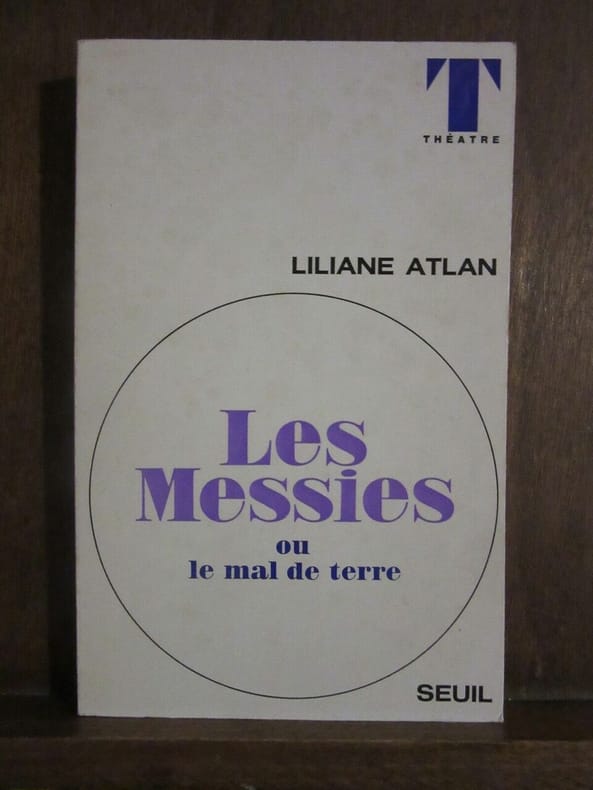 T
THÉATRE
LILIANE ATLAN
Les
Messies
ou
le mal de terre
SEUIL